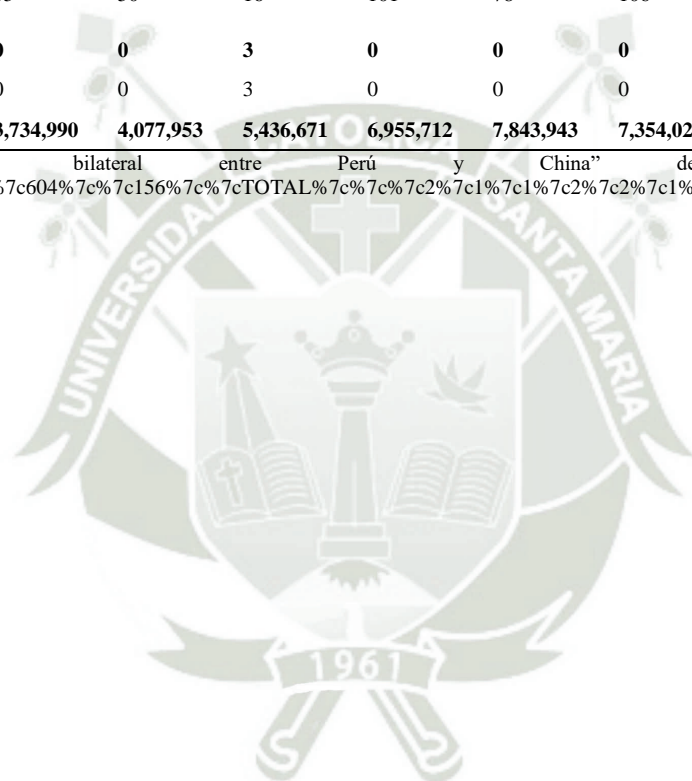 0 0 3 0 0 0
0 0 3 0 0 0
3,734,990 4,077,953 5,436,671 6,955,712 7,843,943 7,354,02
bilateral entre Perú y China” de
%7c604%7c%7c156%7c%7cTOTAL%7c%7c%7c2%7c1%7c1%7c2%7c2%7c1%
UNIVERSIDAD CATOLICA SANTA MARIA
1961